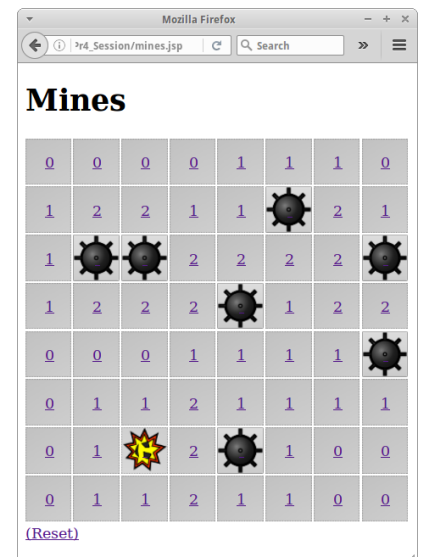 Mozilla Firefox
?r4_Session/mines.jsp Search
Mines
0 0 0 0 1 1 1 0
1 2 2 1 1 2 1
1 2 2 2 2
1 2 2 2 1 2 2
0 0 0 1 1 1 1
0 1 1 2 1 1 1 1
0 1 2 1 0 0
0 1 1 2 1 1 0 0
(Reset)